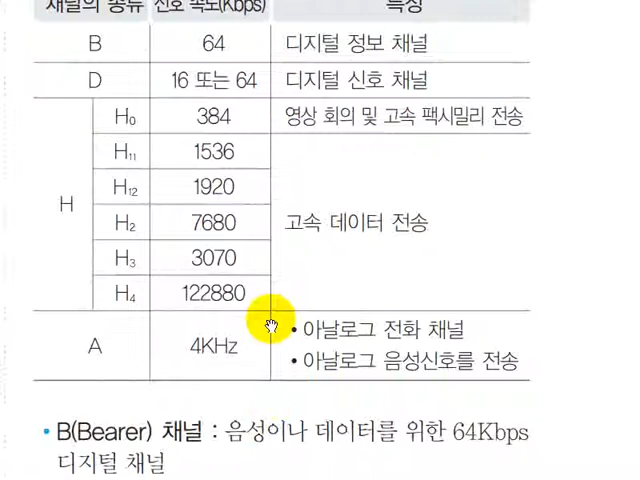 채널의 종류 신호 속도(Kbps) 특징
B 64 디지털 정보 채널
D 16 또는 64 디지털 신호 채널
H₀ 384 영상 회의 및 고속 팩시밀리 전송
H₁₁ 1536
H₁₂ 1920
H H₂ 7680 고속 데이터 전송
H₃ 3070
H₄ 122880
A 4KHz
• 아날로그 전화 채널
• 아날로그 음성신호를 전송
• B(Bearer) 채널 : 음성이나 데이터를 위한 64Kbps
디지털 채널